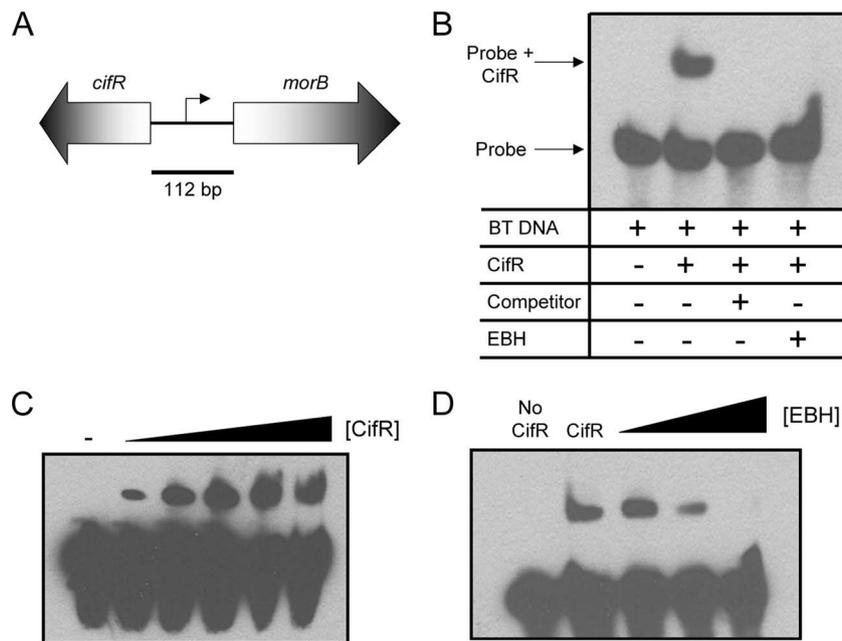 A
cifR
morB
112 bp
B
Probe +
CifR
Probe
BT DNA + + + +
CifR - + + +
Competitor - - + -
EBH - - - +
C
- [CifR]
D
No
CifR CifR [EBH]